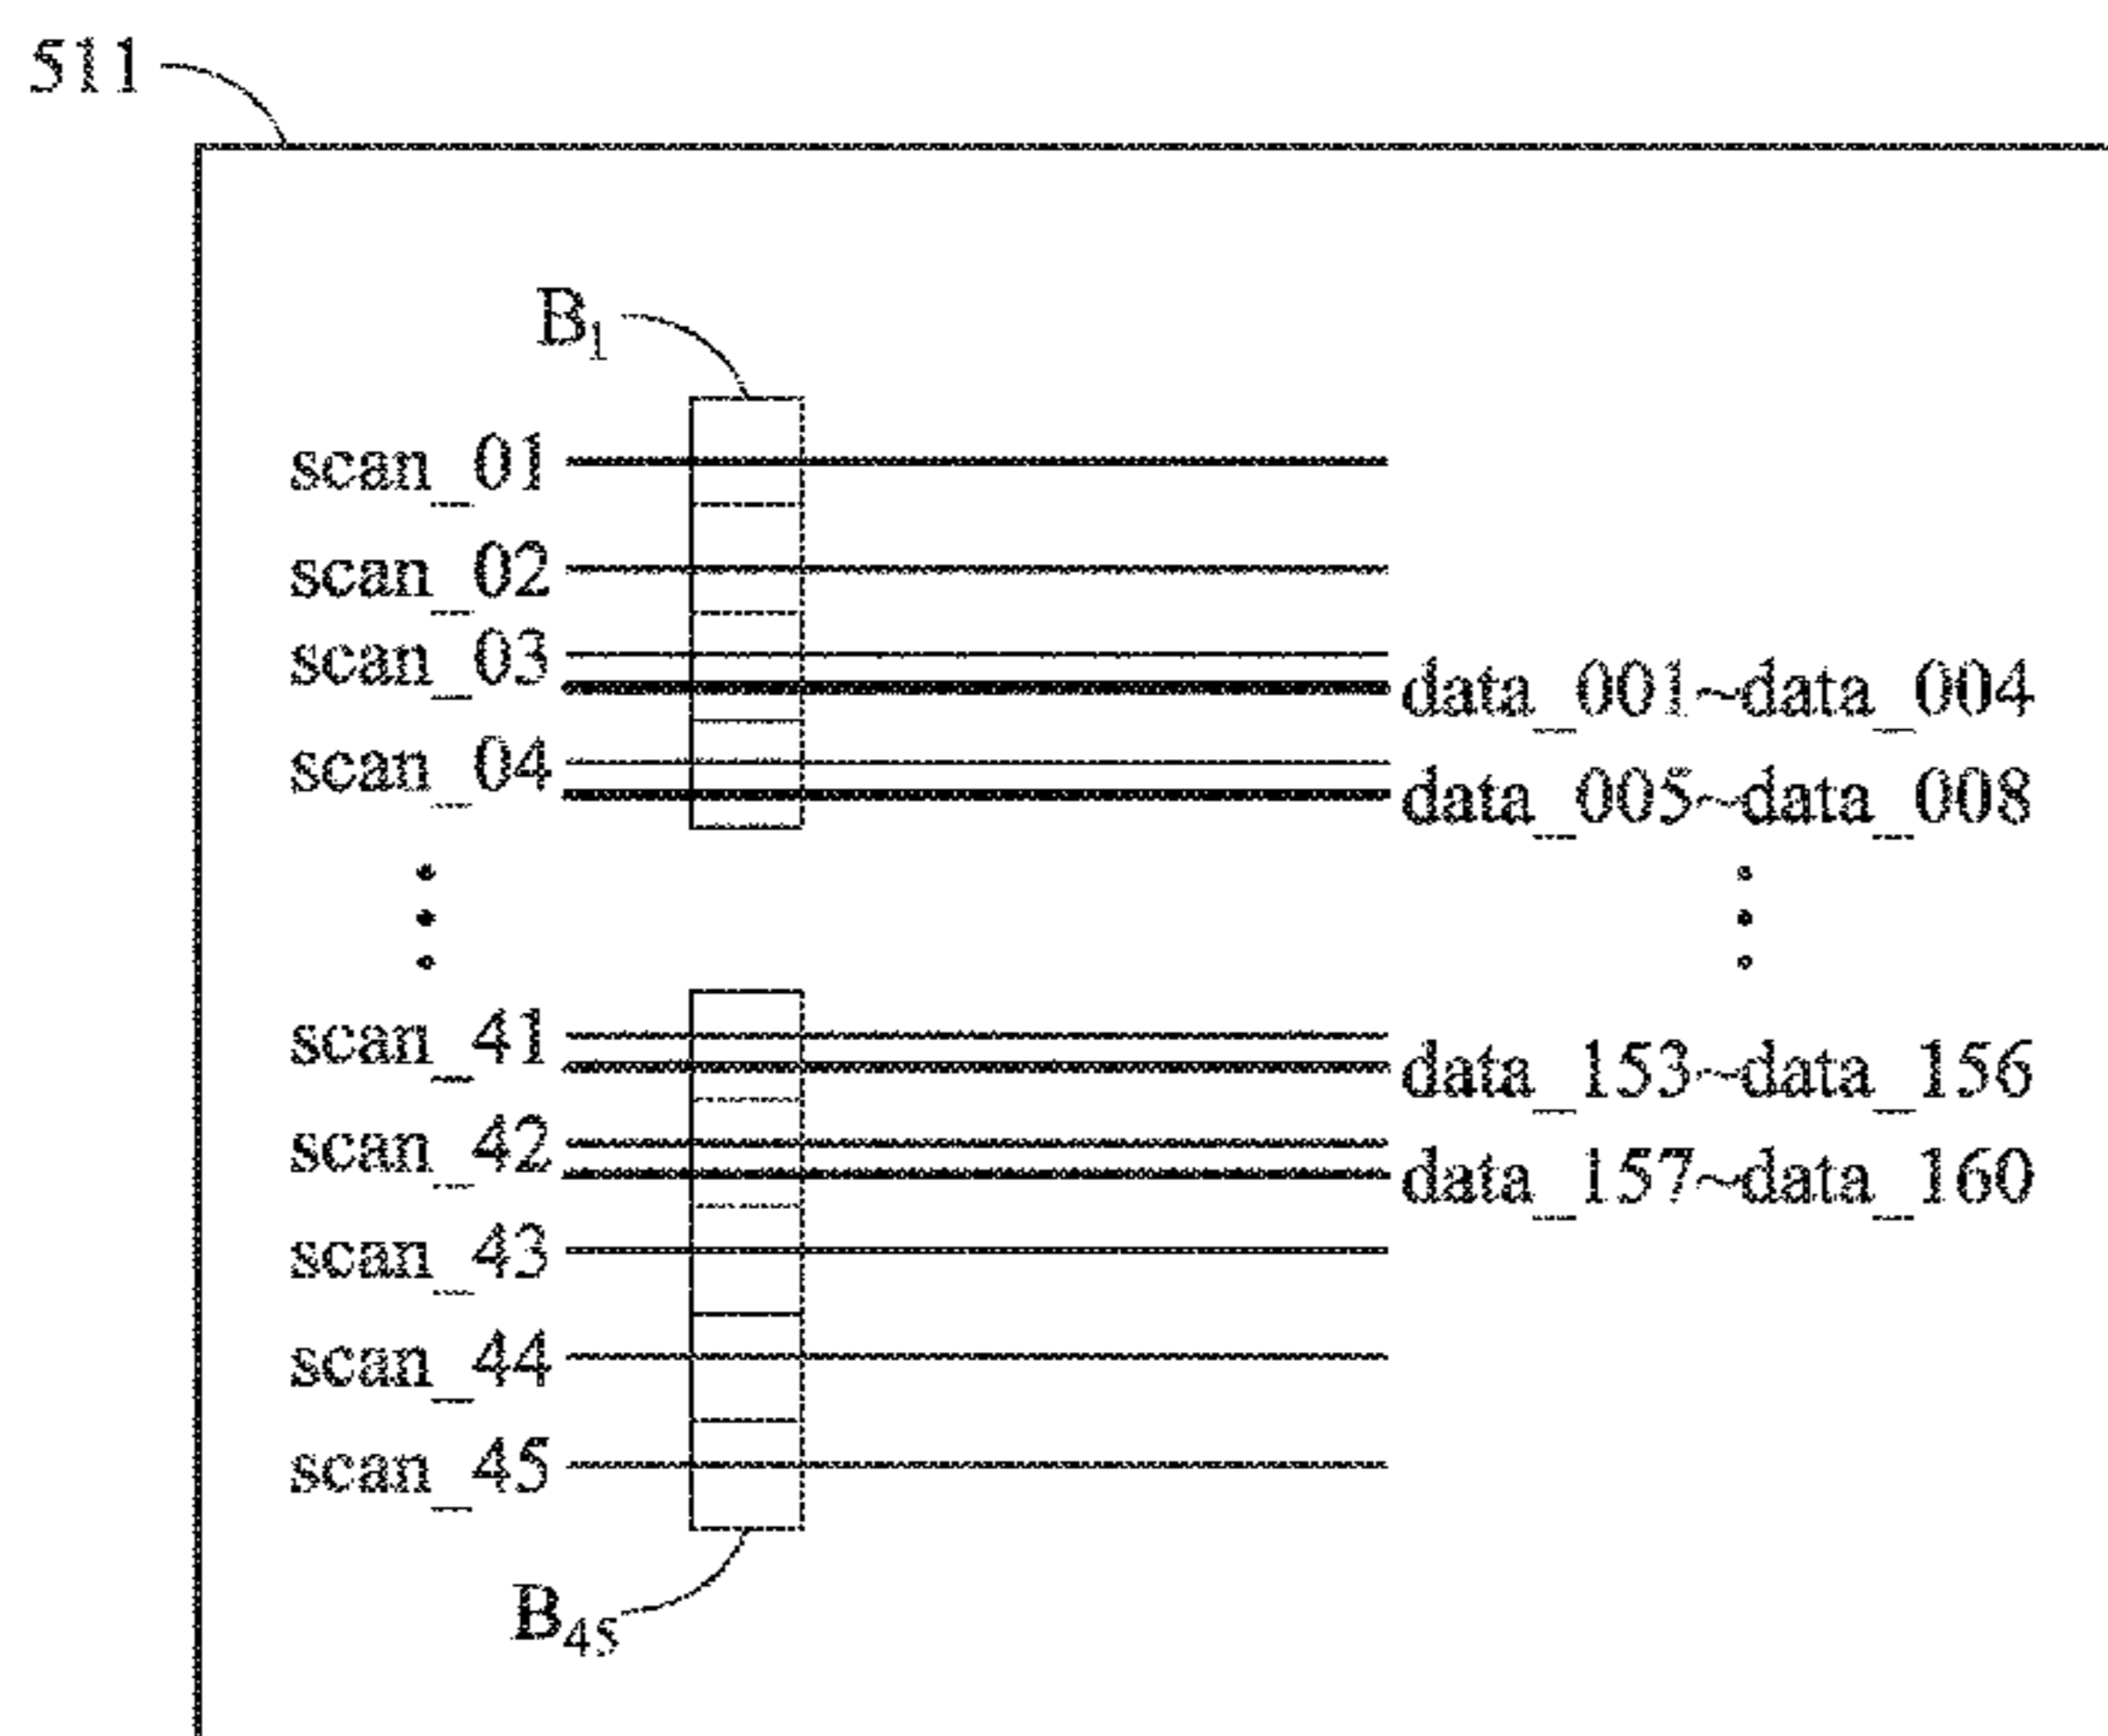 511
B1
scan_01
scan_02
scan_03
data_001~data_004
scan_04
data_005~data_008
scan_41
data_153~data_156
scan_42
data_157~data_160
scan_43
scan_44
scan_45
B45